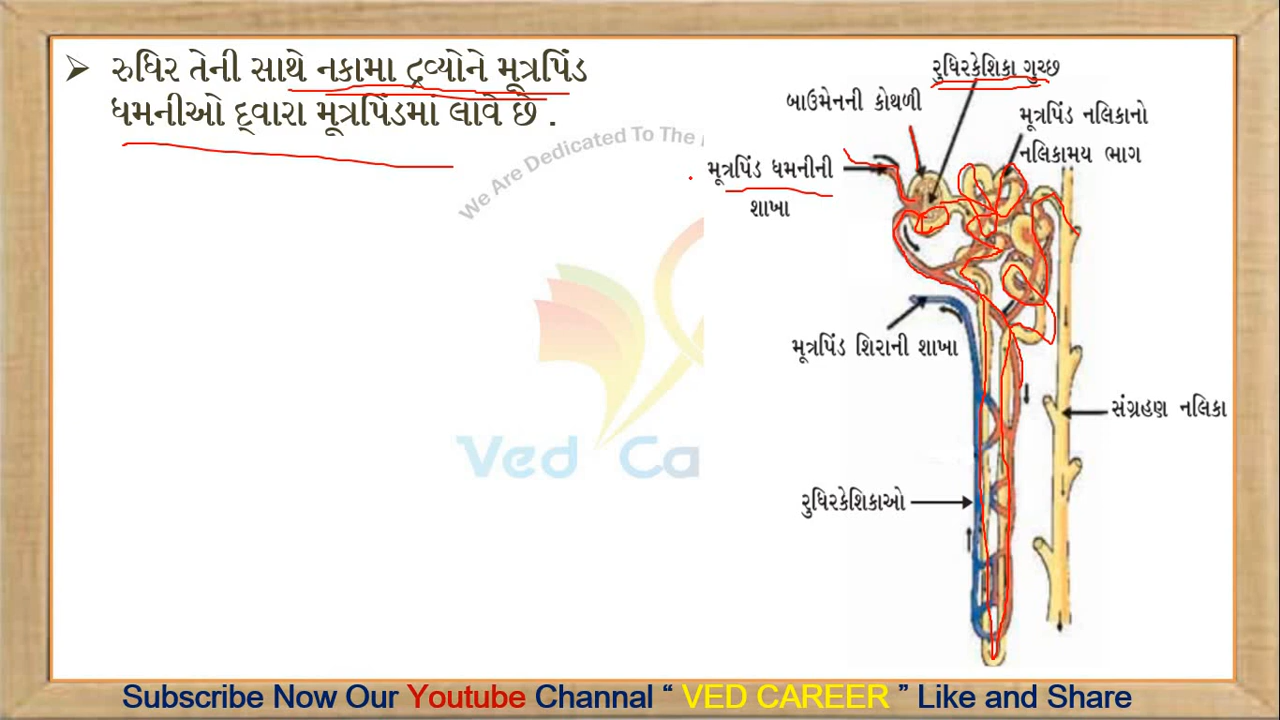 ➤ રુધિર તેની સાથે નકામા દ્રવ્યોને મૂત્રપિંડ
ધમનીઓ દ્વારા મૂત્રપિંડમાં લાવે છે .
રુધિરકેશિકા ગુચ્છ
બાઉમેનની કોથળી
મૂત્રપિંડ નલિકાનો
નલિકામય ભાગ
મૂત્રપિંડ ધમનીની
શાખા
મૂત્રપિંડ શિરાની શાખા
સંગ્રહણ નલિકા
રુધિરકેશિકાઓ
We Are Dedicated To The
Ved Ca
Subscribe Now Our Youtube Channal “ VED CAREER ” Like and Share